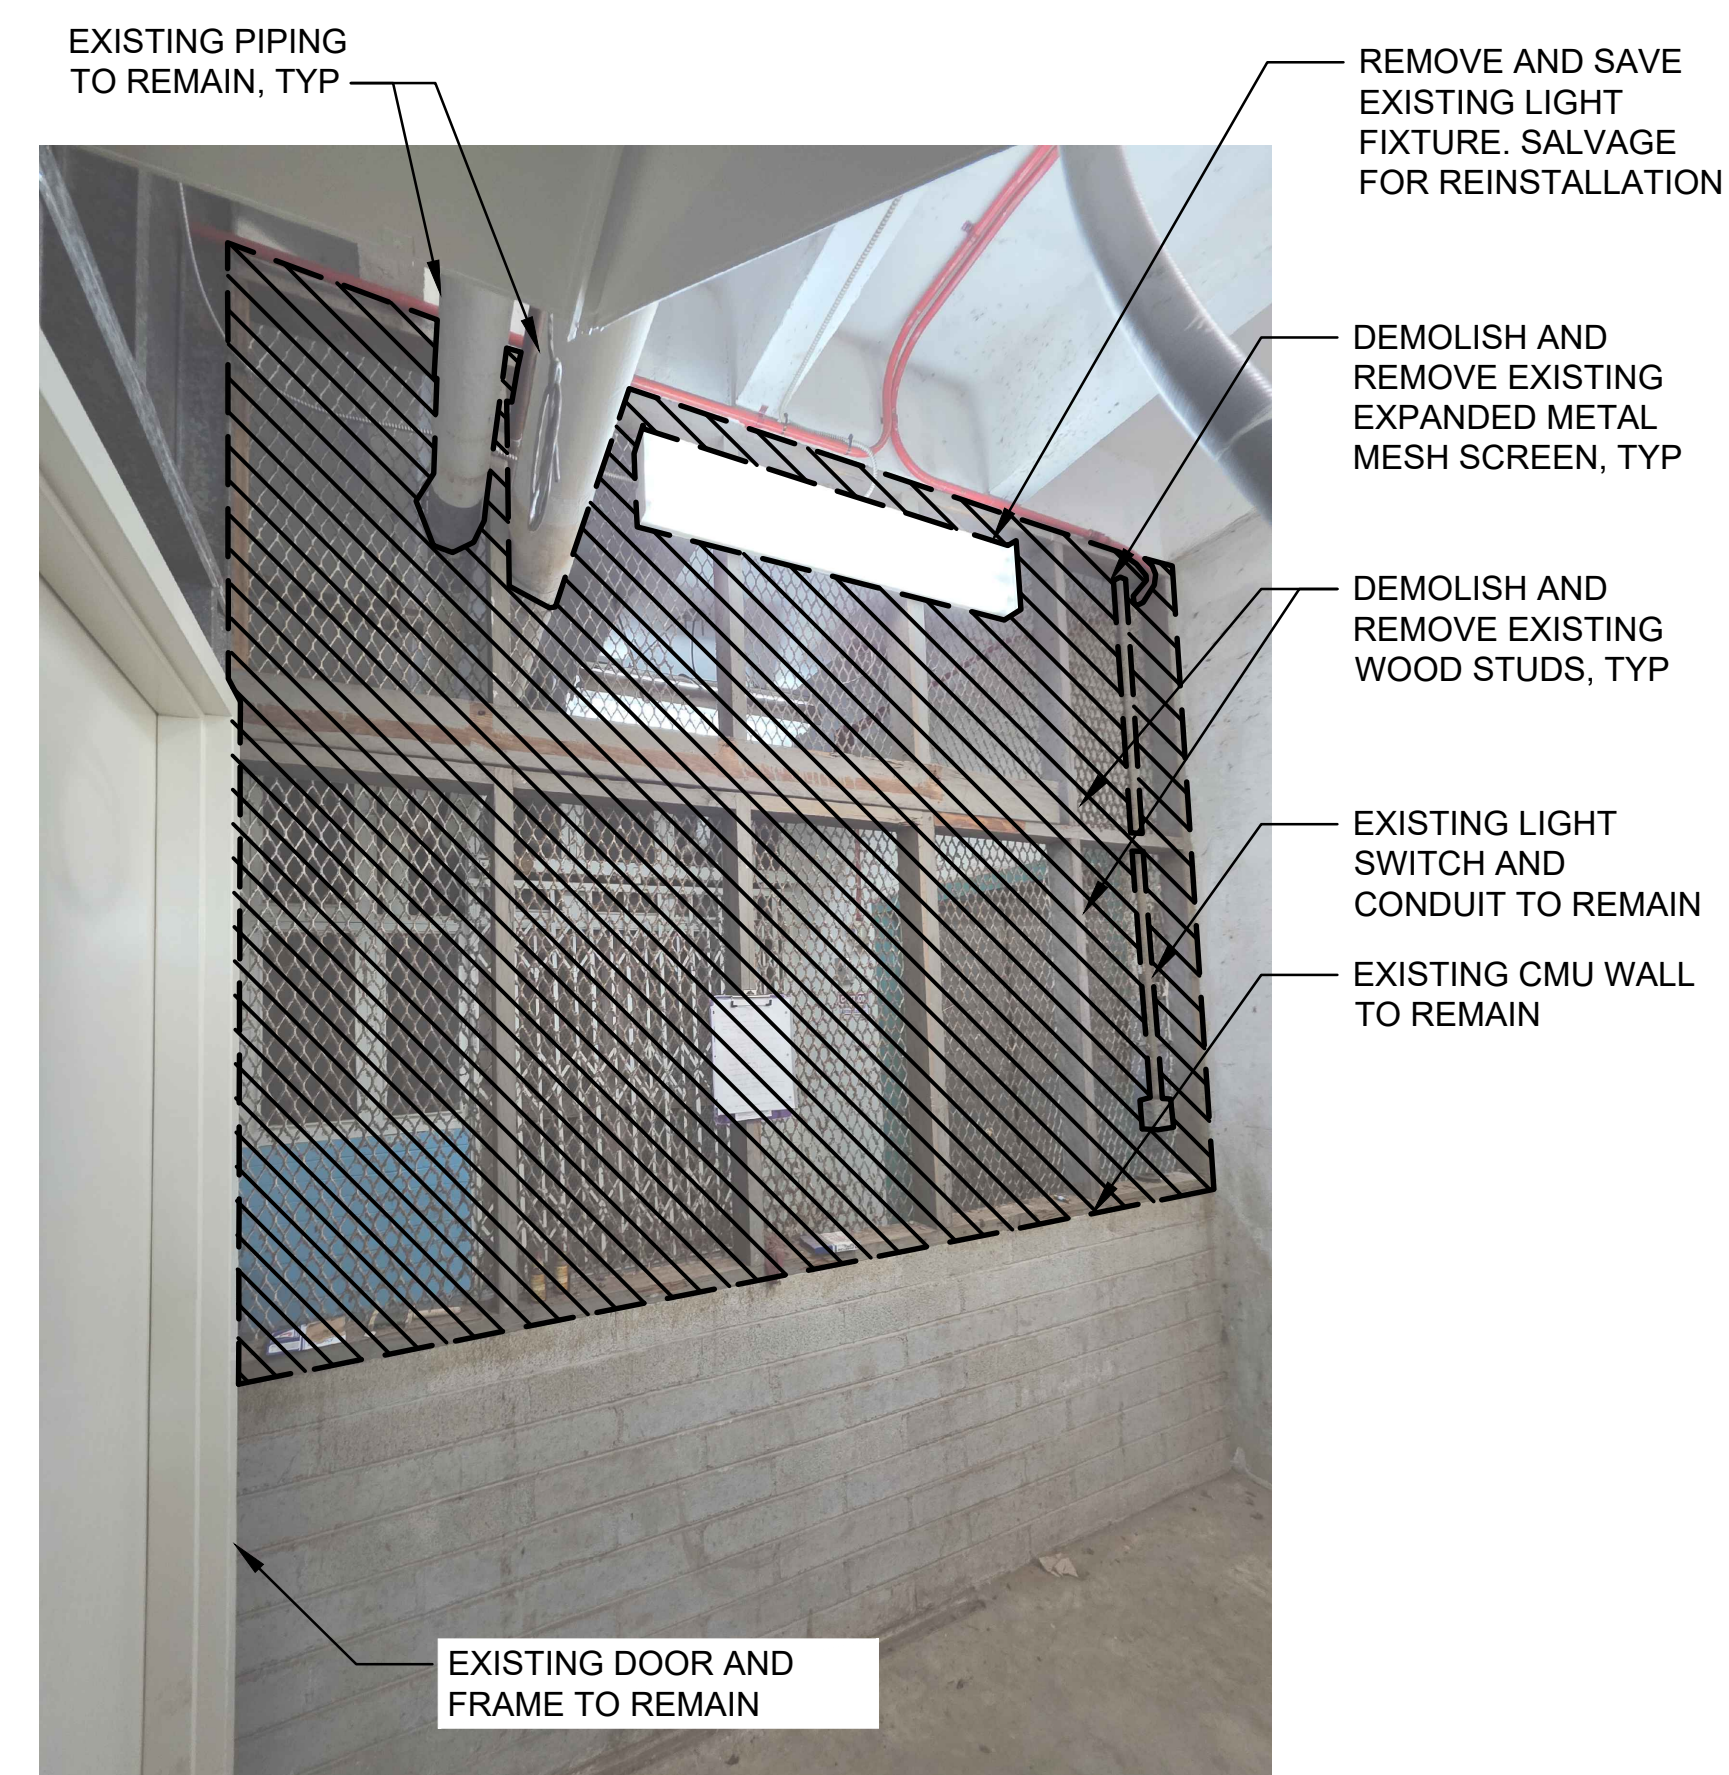 EXISTING PIPING
TO REMAIN, TYP
REMOVE AND SAVE
EXISTING LIGHT
FIXTURE. SALVAGE
FOR REINSTALLATION
DEMOLISH AND
REMOVE EXISTING
EXPANDED METAL
MESH SCREEN, TYP
DEMOLISH AND
REMOVE EXISTING
WOOD STUDS, TYP
EXISTING LIGHT
SWITCH AND
CONDUIT TO REMAIN
EXISTING CMU WALL
TO REMAIN
EXISTING DOOR AND
FRAME TO REMAIN